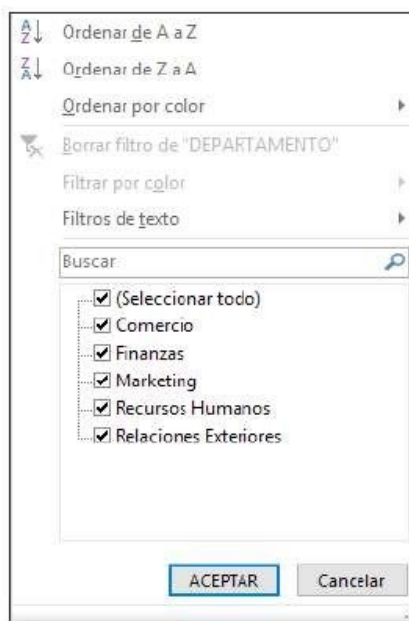 Ordenar de A a Z
Ordenar de Z a A
Ordenar por color
Borrar filtro de "DEPARTAMENTO"
Filtrar por color
Filtros de texto
Buscar
(Seleccionar todo)
Comercio
Finanzas
Marketing
Recursos Humanos
Relaciones Exteriores
ACEPTAR Cancelar